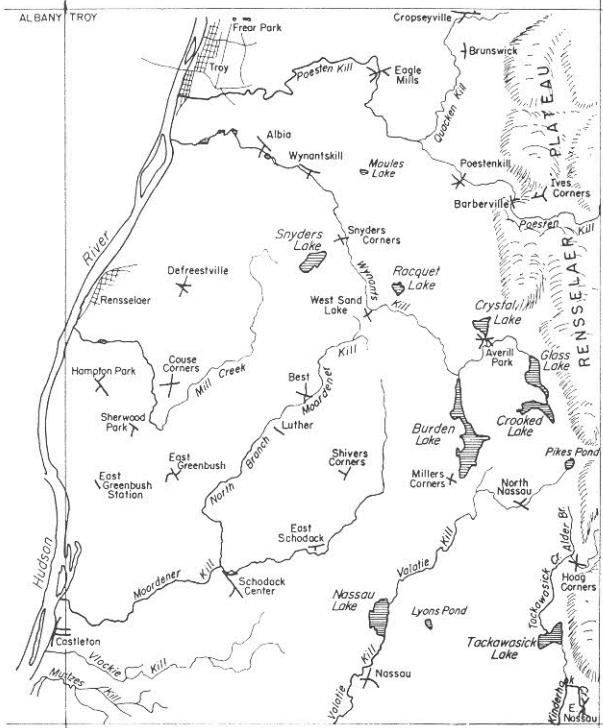 ALBANY TROY
Frear Park
Troy
Cropseyville
Brunswick
Poesten Kill
Eagle
Mills
Quacken Kill
PLATEAU
Albia
Wynantskill
Moules
Lake
Poestenkill
Ives
Corners
Barberville
Poesten Kill
River
Snyders
Lake
Snyders
Corners
Wynants
Kill
Defreestville
Rensselaer
Racquet
Lake
RENSSELAER
West Sand
Lake
Crystal
Lake
Averill
Park
Glass
Lake
Hampton Park
Couse
Corners
Mill Creek
Best
Moordener
Kill
Sherwood
Park
Luther
Burden
Lake
Crooked
Lake
Pikes Pond
East
Greenbush
East
Greenbush
Station
North
Branch
Shivers
Corners
Millers
Corners
North
Nassau
Hudson
East
Schodack
Moordener
Kill
Schodack
Center
Valatie
Kill
Alder Br.
Hoag
Corners
Tackawasick Cr.
Nassau
Lake
Lyons Pond
Tackawasick
Lake
Castleton
Vlockie Kill
Muitzes
Kill
Nassau
Valatie
Kill
Kinderhook
E.
Nassau